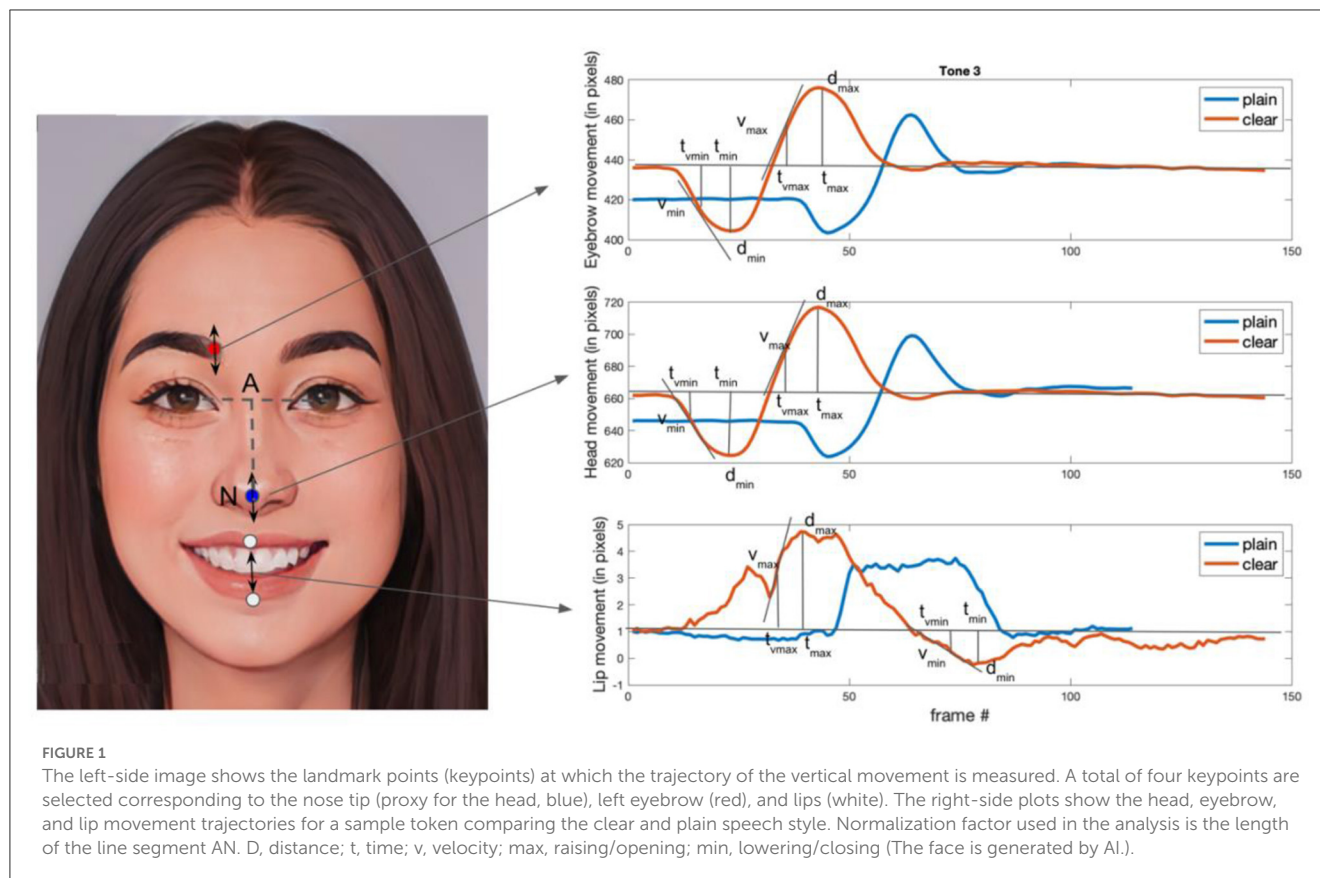 A
N
Tone 3
Eyebrow movement (in pixels)
480
460
440
420
400
1
50
100
150
plain
clear
d max
v max
t vmin
t min
t vmax
t max
v min
d min
Head movement (in pixels)
720
700
680
660
640
620
1
50
100
150
plain
clear
d max
v max
t vmin
t min
t vmax
t max
v min
d min
Lip movement (in pixels)
5
4
3
2
1
0
-1
1
50
100
150
plain
clear
d max
v max
t vmin
t min
t vmax
t max
v min
d min
frame #
FIGURE 1
The left-side image shows the landmark points (keypoints) at which the trajectory of the vertical movement is measured. A total of four keypoints are
selected corresponding to the nose tip (proxy for the head, blue), left eyebrow (red), and lips (white). The right-side plots show the head, eyebrow,
and lip movement trajectories for a sample token comparing the clear and plain speech style. Normalization factor used in the analysis is the length
of the line segment AN. D, distance; t, time; v, velocity; max, raising/opening; min, lowering/closing (The face is generated by AI.).